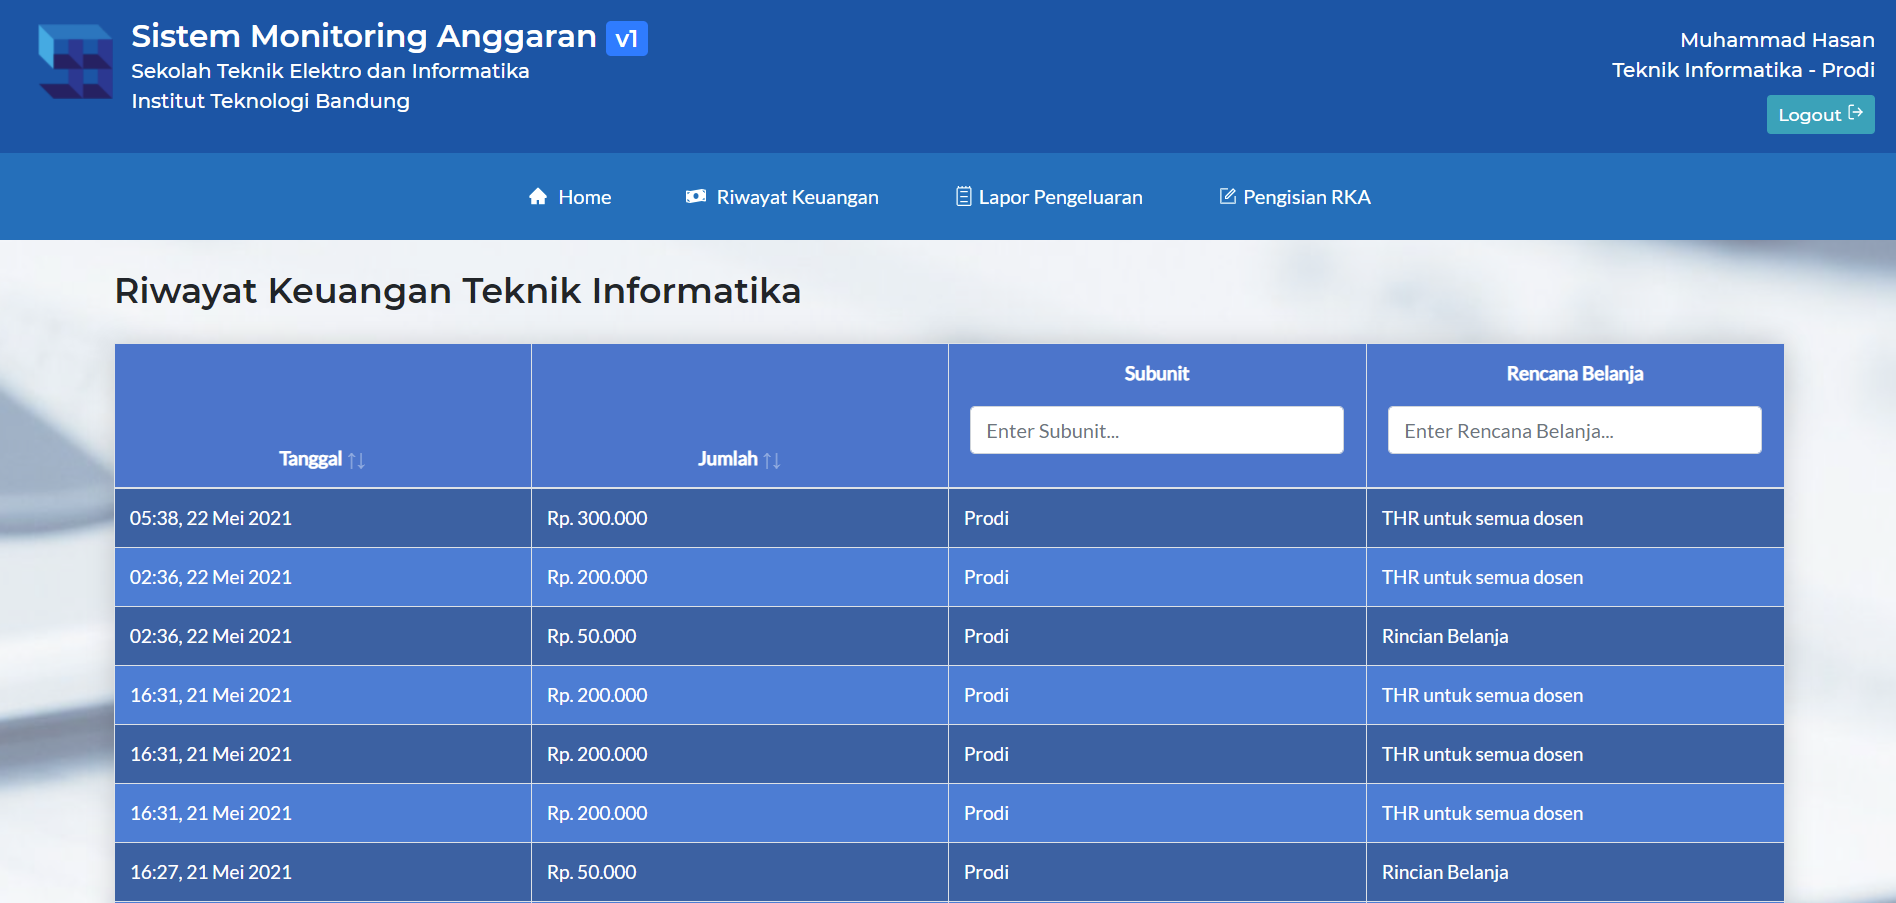 Sistem Monitoring Anggaran v1
Sekolah Teknik Elektro dan Informatika
Institut Teknologi Bandung
Muhammad Hasan
Teknik Informatika - Prodi
Logout
Home Riwayat Keuangan Lapor Pengeluaran Pengisian RKA
Riwayat Keuangan Teknik Informatika
Tanggal Jumlah Subunit Rencana Belanja
Enter Subunit... Enter Rencana Belanja...
05:38, 22 Mei 2021 Rp. 300.000 Prodi THR untuk semua dosen
02:36, 22 Mei 2021 Rp. 200.000 Prodi THR untuk semua dosen
02:36, 22 Mei 2021 Rp. 50.000 Prodi Rincian Belanja
16:31, 21 Mei 2021 Rp. 200.000 Prodi THR untuk semua dosen
16:31, 21 Mei 2021 Rp. 200.000 Prodi THR untuk semua dosen
16:31, 21 Mei 2021 Rp. 200.000 Prodi THR untuk semua dosen
16:27, 21 Mei 2021 Rp. 50.000 Prodi Rincian Belanja